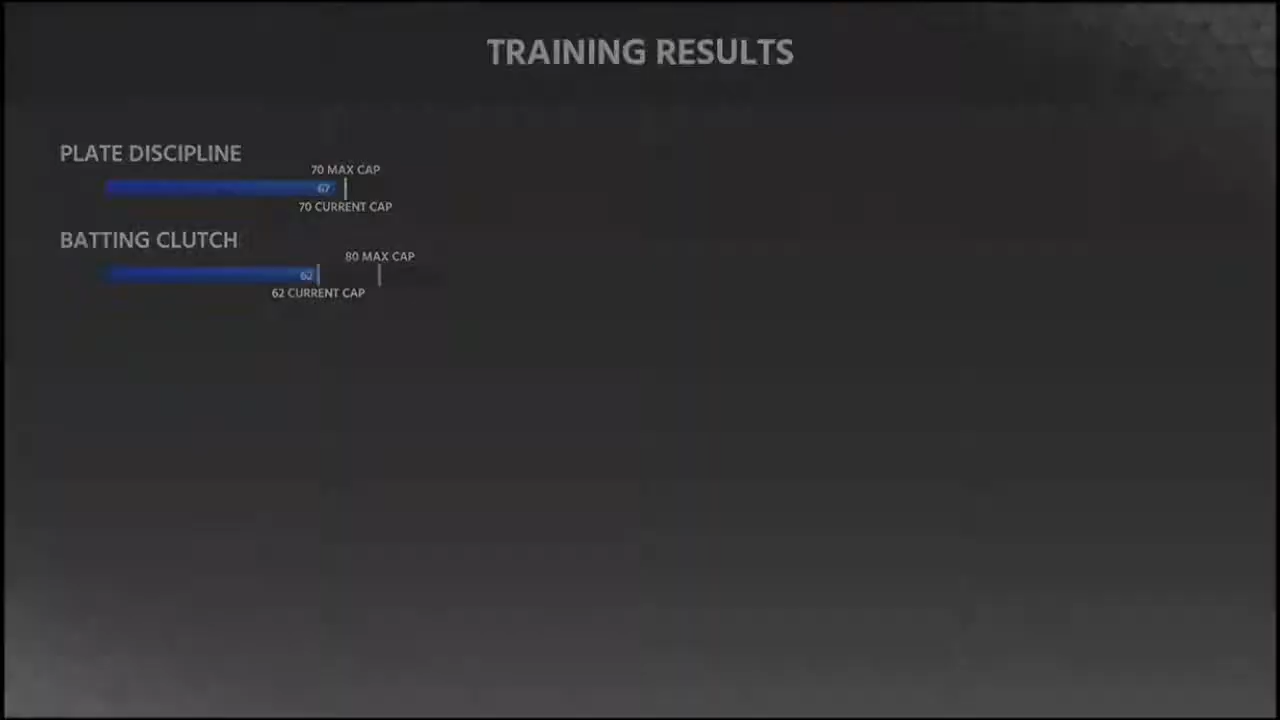 TRAINING RESULTS
PLATE DISCIPLINE
70 MAX CAP
67
70 CURRENT CAP
BATTING CLUTCH
80 MAX CAP
62
62 CURRENT CAP